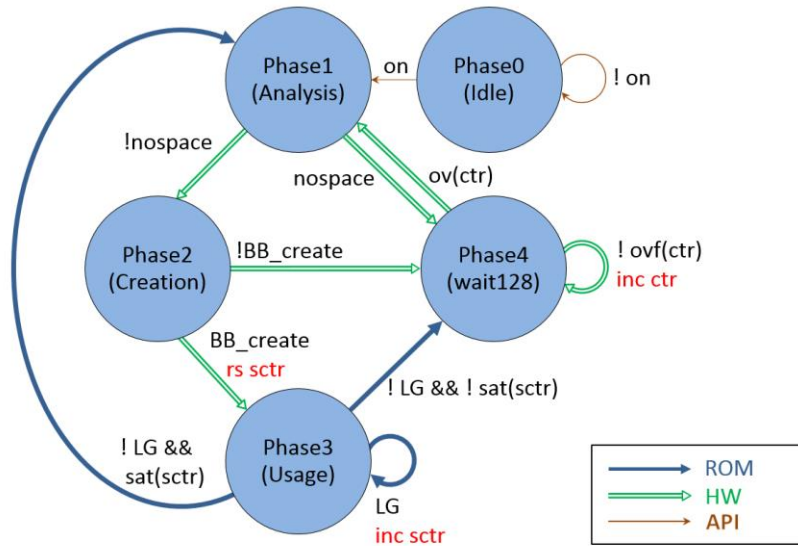 Phase1
(Analysis)
on
Phase0
(Idle)
! on
!nospace
nospace
ov(ctr)
Phase2
(Creation)
!BB_create
Phase4
(wait128)
! ovf(ctr)
inc ctr
BB_create
rs sctr
! LG && ! sat(sctr)
! LG &&
sat(sctr)
Phase3
(Usage)
LG
inc sctr
ROM
HW
API